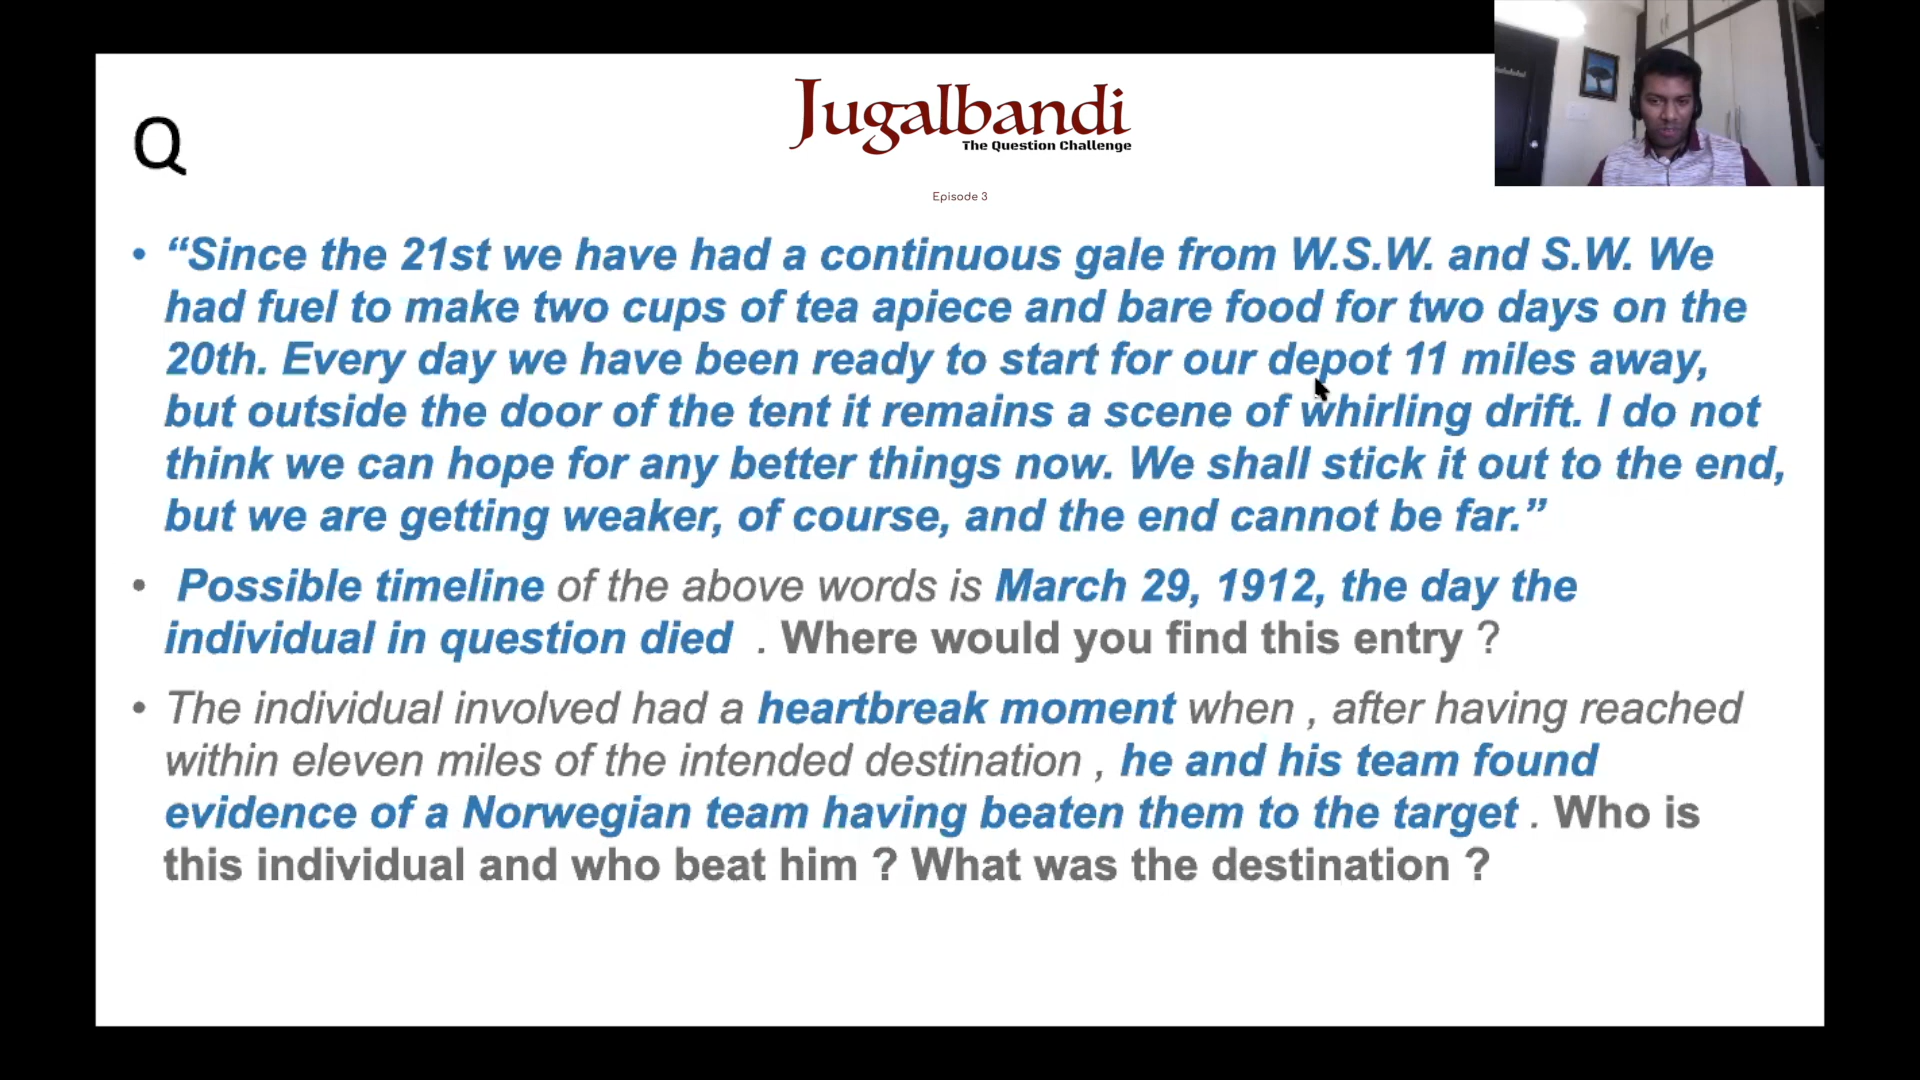 Jugalbandi
The Question Challenge
Q
Episode 3
• “Since the 21st we have had a continuous gale from W.S.W. and S.W. We
had fuel to make two cups of tea apiece and bare food for two days on the
20th. Every day we have been ready to start for our depot 11 miles away,
but outside the door of the tent it remains a scene of whirling drift. I do not
think we can hope for any better things now. We shall stick it out to the end,
but we are getting weaker, of course, and the end cannot be far.”
• Possible timeline of the above words is March 29, 1912, the day the
individual in question died . Where would you find this entry ?
• The individual involved had a heartbreak moment when , after having reached
within eleven miles of the intended destination , he and his team found
evidence of a Norwegian team having beaten them to the target . Who is
this individual and who beat him ? What was the destination ?